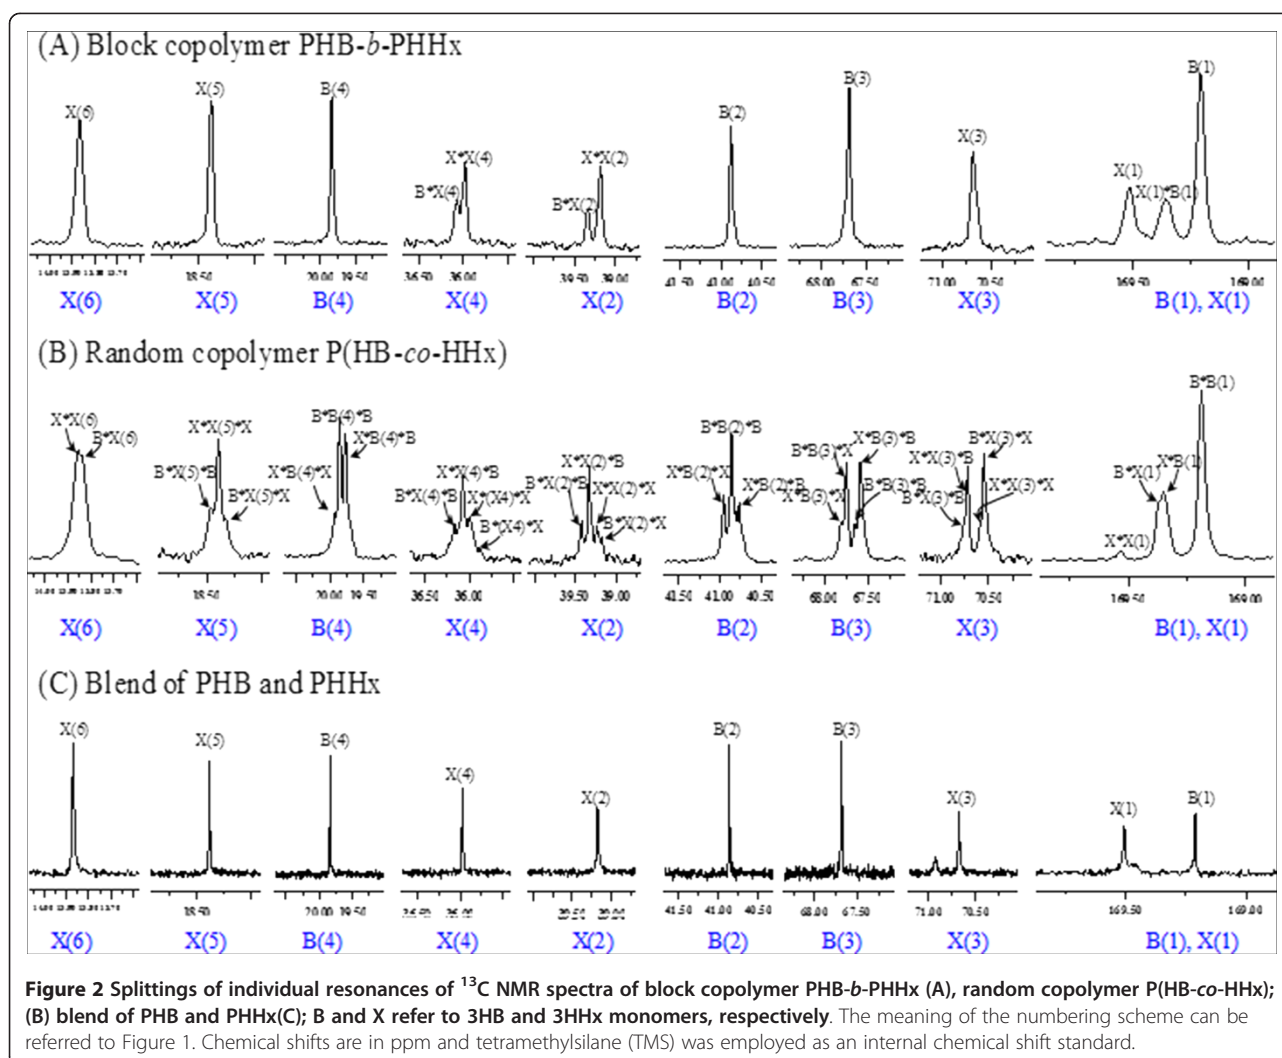 (A) Block copolymer PHB-b-PHHx
X(6) X(5) B(4) B*X(4) X*X(4) B*X(2) X*X(2) B(2) B(3) X(3) X(1) X(1)*B(1) B(1)
18.50 20.00 19.50 36.50 36.00 39.50 39.00 41.50 41.00 40.50 68.00 67.50 71.00 70.50 169.50 169.00
X(6) X(5) B(4) X(4) X(2) B(2) B(3) X(3) B(1), X(1)
(B) Random copolymer P(HB-co-HHx)
X*X(6) B*X(6) B*X(5)*B X*X(5)*X B*X(5)*X X*B(4)*X B*B(4)*B X*B(4)*B B*X(4)*B X*X(4)*B X*(X4)*X B*(X4)*X B*X(2)*B X*X(2)*B X*X(2)*X B*X(2)*X X*B(2)*X B*B(2)*B X*B(2)*B X*B(3)*X B*B(3)*X X*B(3)*B B*B(3)*B B*X(3)*B X*X(3)*B B*X(3)*X X*X(3)*X X*X(1) B*X(1) X*B(1) B*B(1)
18.50 20.00 19.50 36.50 36.00 39.50 39.00 41.50 41.00 40.50 68.00 67.50 71.00 70.50 169.50 169.00
X(6) X(5) B(4) X(4) X(2) B(2) B(3) X(3) B(1), X(1)
(C) Blend of PHB and PHHx
X(6) X(5) B(4) X(4) X(2) B(2) B(3) X(3) X(1) B(1)
18.50 20.00 19.50 41.50 41.00 40.50 68.00 67.50 71.00 70.50 169.50 169.00
X(6) X(5) B(4) X(4) X(2) B(2) B(3) X(3) B(1), X(1)
Figure 2 Splittings of individual resonances of 13C NMR spectra of block copolymer PHB-b-PHHx (A), random copolymer P(HB-co-HHx);
(B) blend of PHB and PHHx(C); B and X refer to 3HB and 3HHx monomers, respectively. The meaning of the numbering scheme can be
referred to Figure 1. Chemical shifts are in ppm and tetramethylsilane (TMS) was employed as an internal chemical shift standard.